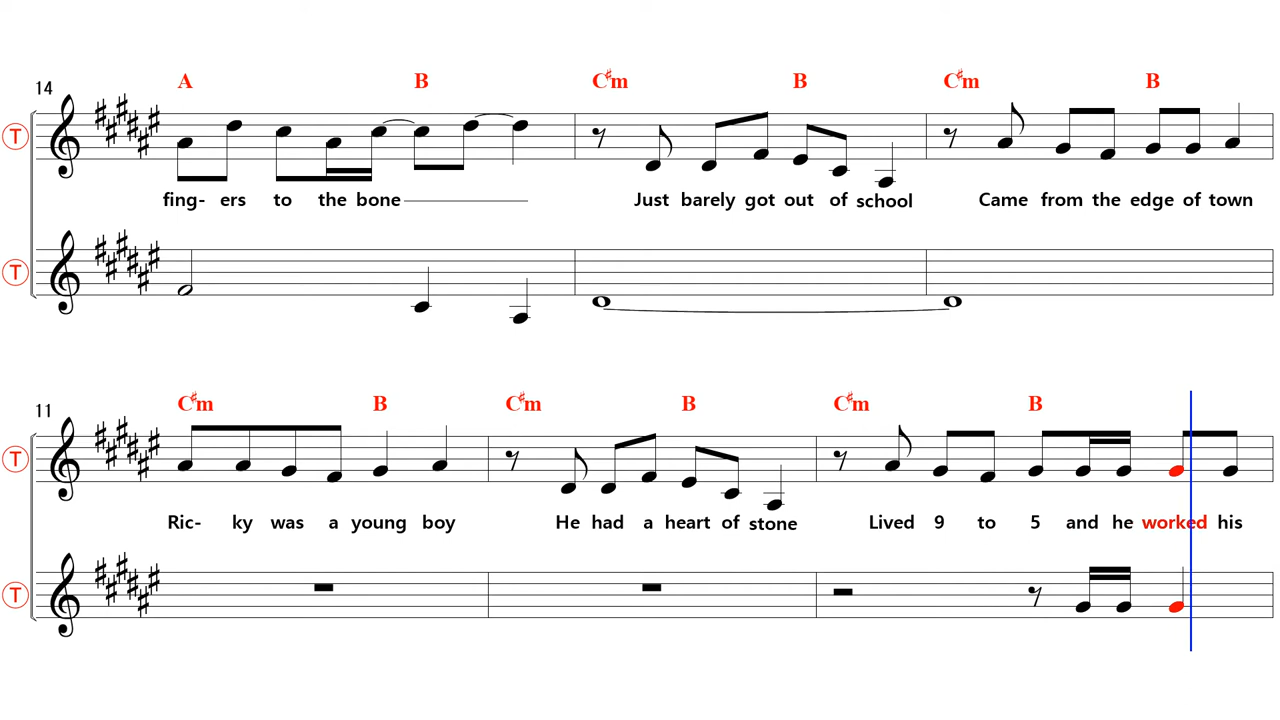 14
A B C♯m B C♯m B
T
fing- ers to the bone Just barely got out of school Came from the edge of town
T
11
C♯m B C♯m B C♯m B
T
Ric- ky was a young boy He had a heart of stone Lived 9 to 5 and he worked his
T